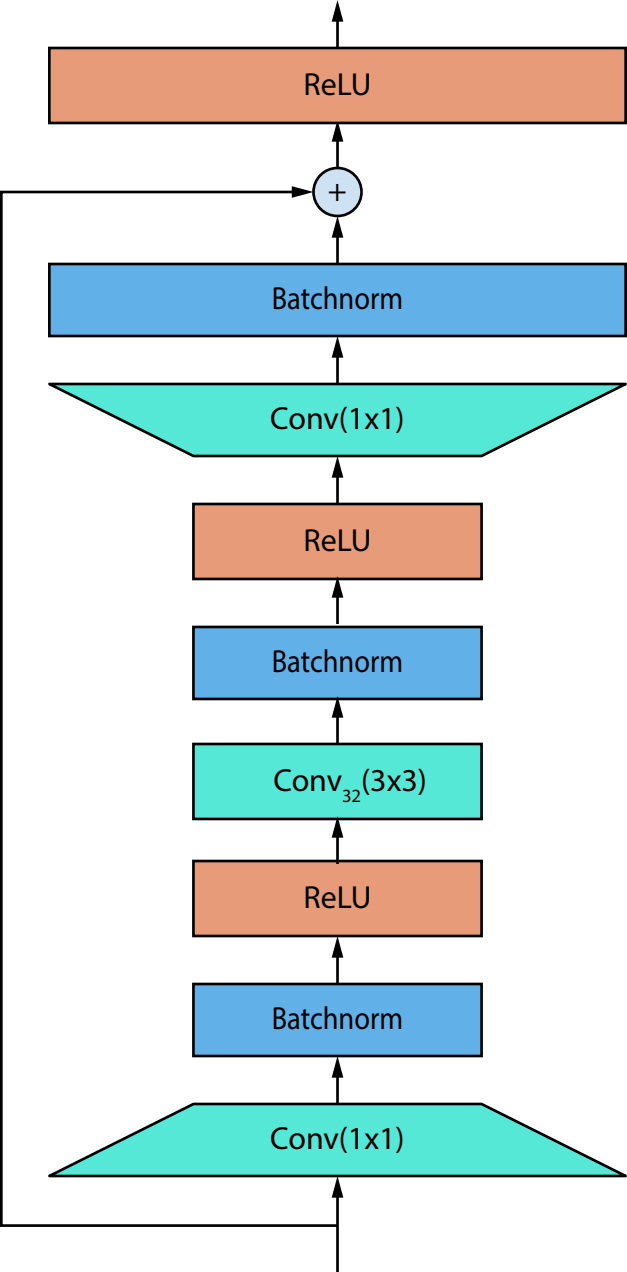 ReLU
+
Batchnorm
Conv(1x1)
ReLU
Batchnorm
Conv32(3x3)
ReLU
Batchnorm
Conv(1x1)